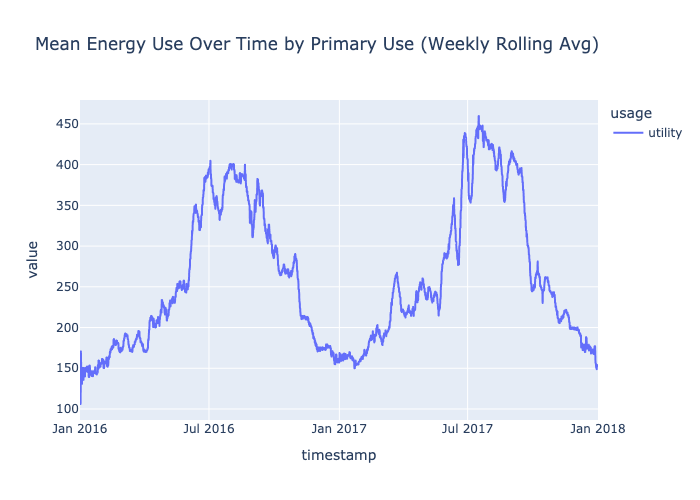 Mean Energy Use Over Time by Primary Use (Weekly Rolling Avg)
usage
utility
value
450
400
350
300
250
200
150
100
Jan 2016
Jul 2016
Jan 2017
Jul 2017
Jan 2018
timestamp